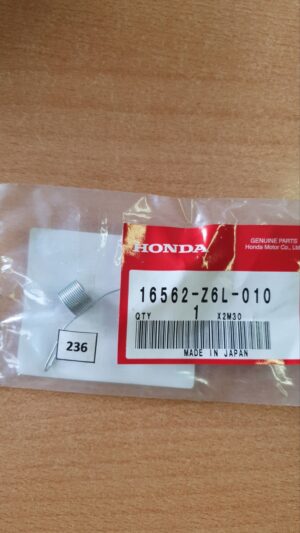 HONDA
GENUINE PARTS
Honda Motor Co., Ltd
16562-Z6L-010
QTY 1 X2M30
MADE IN JAPAN
236